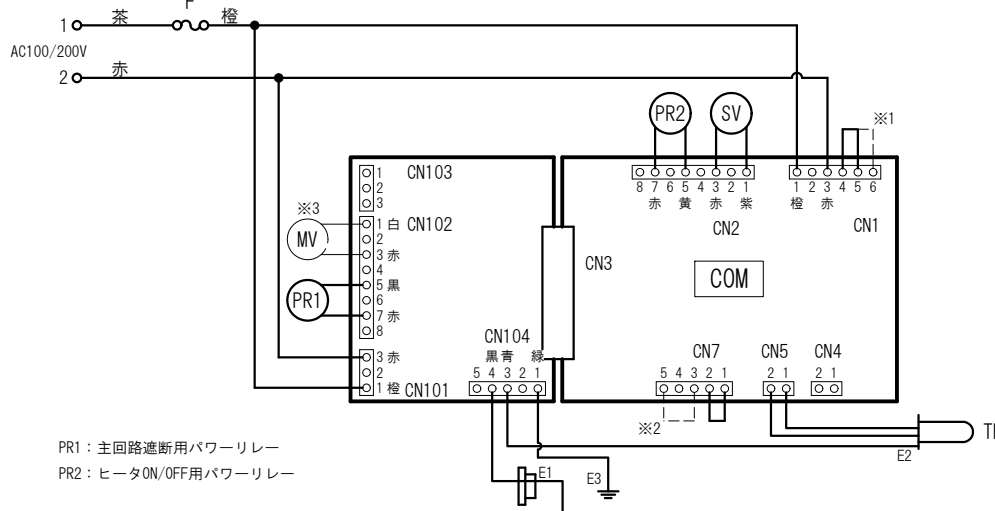 F
1 茶 橙
AC100/200V
2 赤
PR2 SV ※1
8 7 6 5 4 3 2 1
1 2 3 4 5 6
赤 黄 赤 紫
橙 赤
CN2
CN1
CN3
COM
1 CN103
2
3
※3
MV
1 白 CN102
2
3 赤
4
PR1
5 黒
6
7 赤
8
3 赤
2
1 橙 CN101
CN104
黒 青 緑
5 4 3 2 1
CN7 CN5 CN4
5 4 3 2 1
2 1
2 1
※2
E2
E1
E3
PR1：主回路遮断用パワーリレー
PR2：ヒータON/OFF用パワーリレー